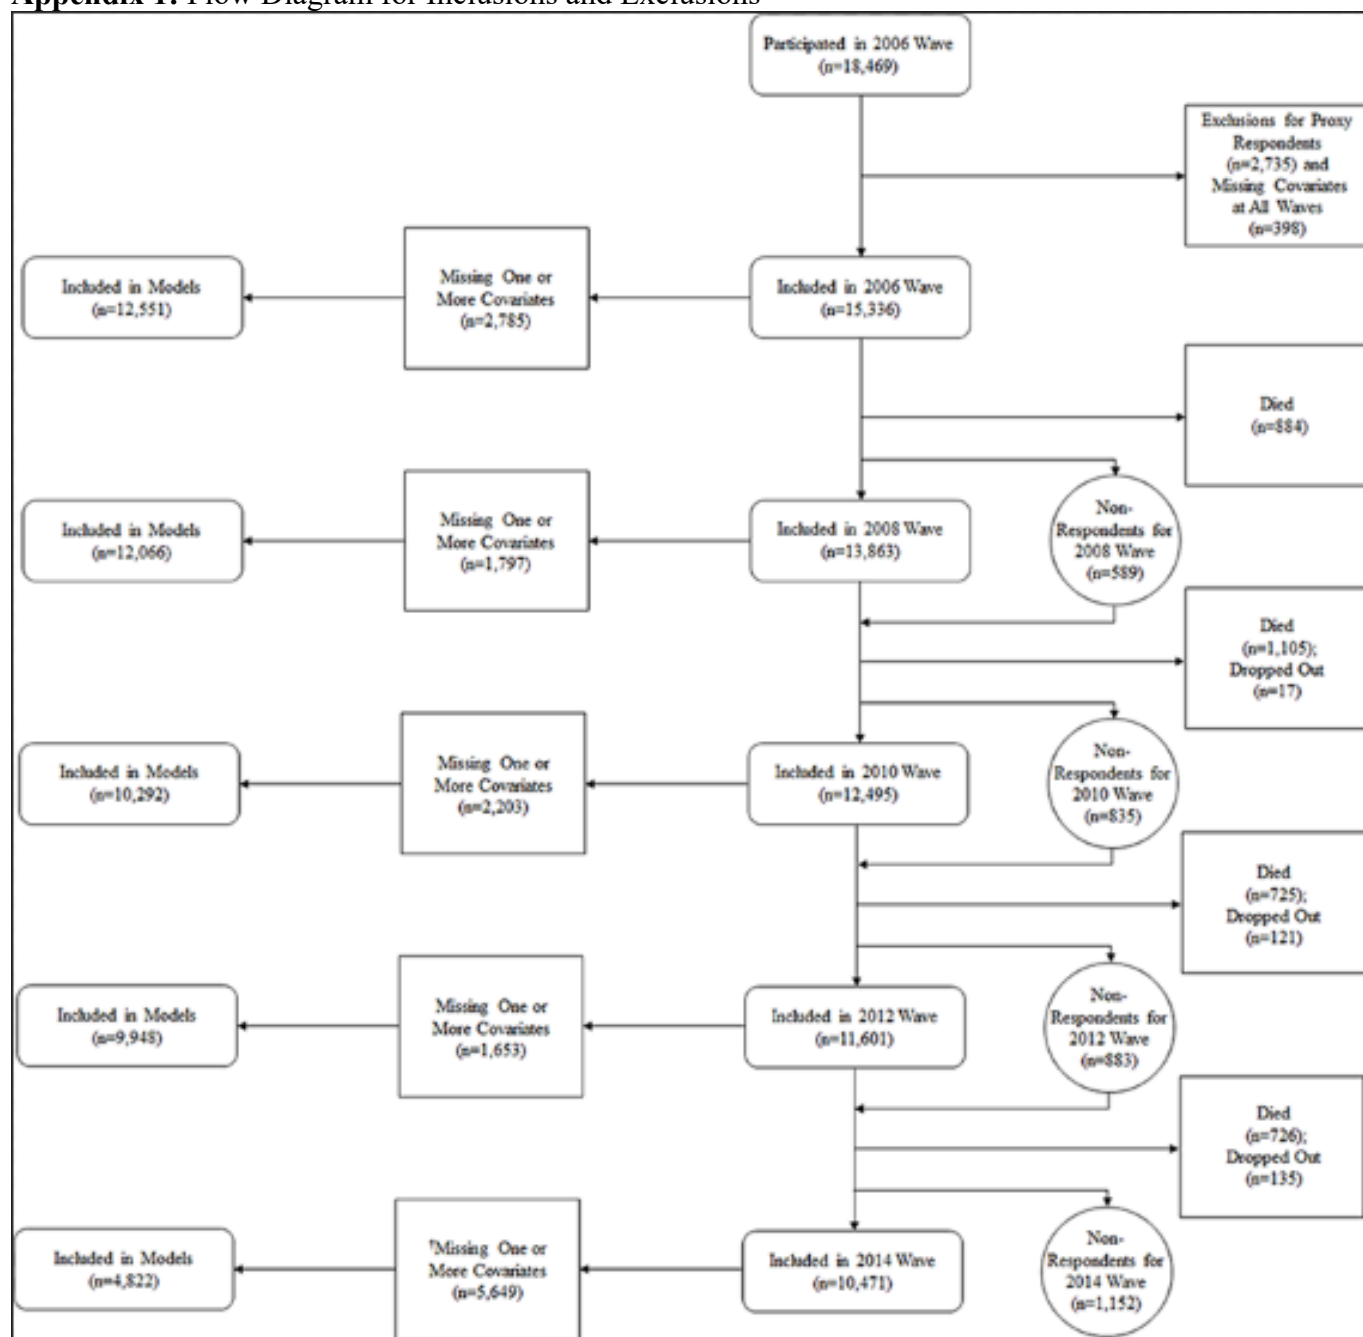 Appendix 1. Flow Diagram for Inclusions and Exclusions
Participated in 2006 Wave
(n=18,469)
Exclusions for Proxy
Respondents
(n=2,735) and
Missing Covariates
at All Waves
(n=398)
Included in Models
(n=12,551)
Missing One or
More Covariates
(n=2,785)
Included in 2006 Wave
(n=15,336)
Died
(n=884)
Included in Models
(n=12,066)
Missing One or
More Covariates
(n=1,797)
Included in 2008 Wave
(n=13,863)
Non-
Respondents for
2008 Wave
(n=589)
Died
(n=1,105);
Dropped Out
(n=17)
Included in Models
(n=10,292)
Missing One or
More Covariates
(n=2,203)
Included in 2010 Wave
(n=12,495)
Non-
Respondents for
2010 Wave
(n=835)
Died
(n=725);
Dropped Out
(n=121)
Included in Models
(n=9,948)
Missing One or
More Covariates
(n=1,653)
Included in 2012 Wave
(n=11,601)
Non-
Respondents for
2012 Wave
(n=883)
Died
(n=726);
Dropped Out
(n=135)
Included in Models
(n=4,822)
†Missing One or
More Covariates
(n=5,649)
Included in 2014 Wave
(n=10,471)
Non-
Respondents for
2014 Wave
(n=1,152)